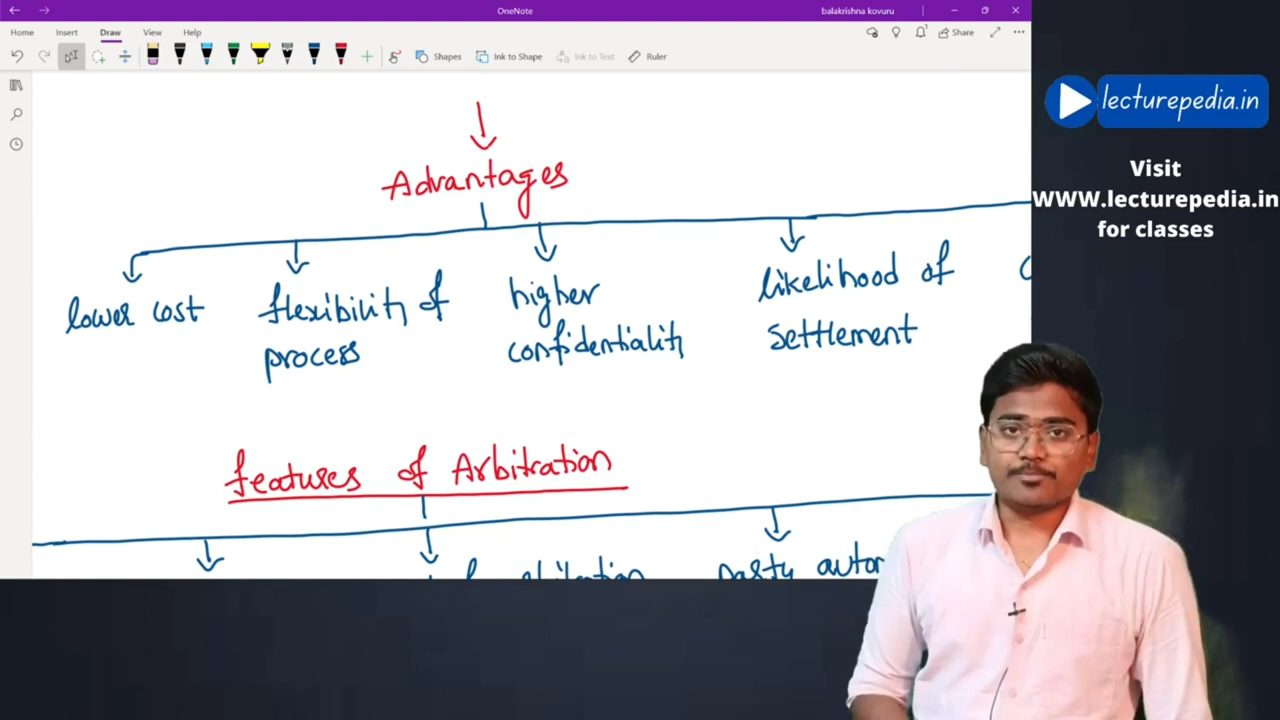 OneNote
balakrishna kovuru
Home Insert Draw View Help
Share
Shapes Ink to Shape Ink to Text Ruler
Advantages
lower cost flexibility of higher likelihood of
process confidentiality settlement
features of Arbitration
arbitration party
lecturepedia.in
Visit
WWW.lecturepedia.in
for classes